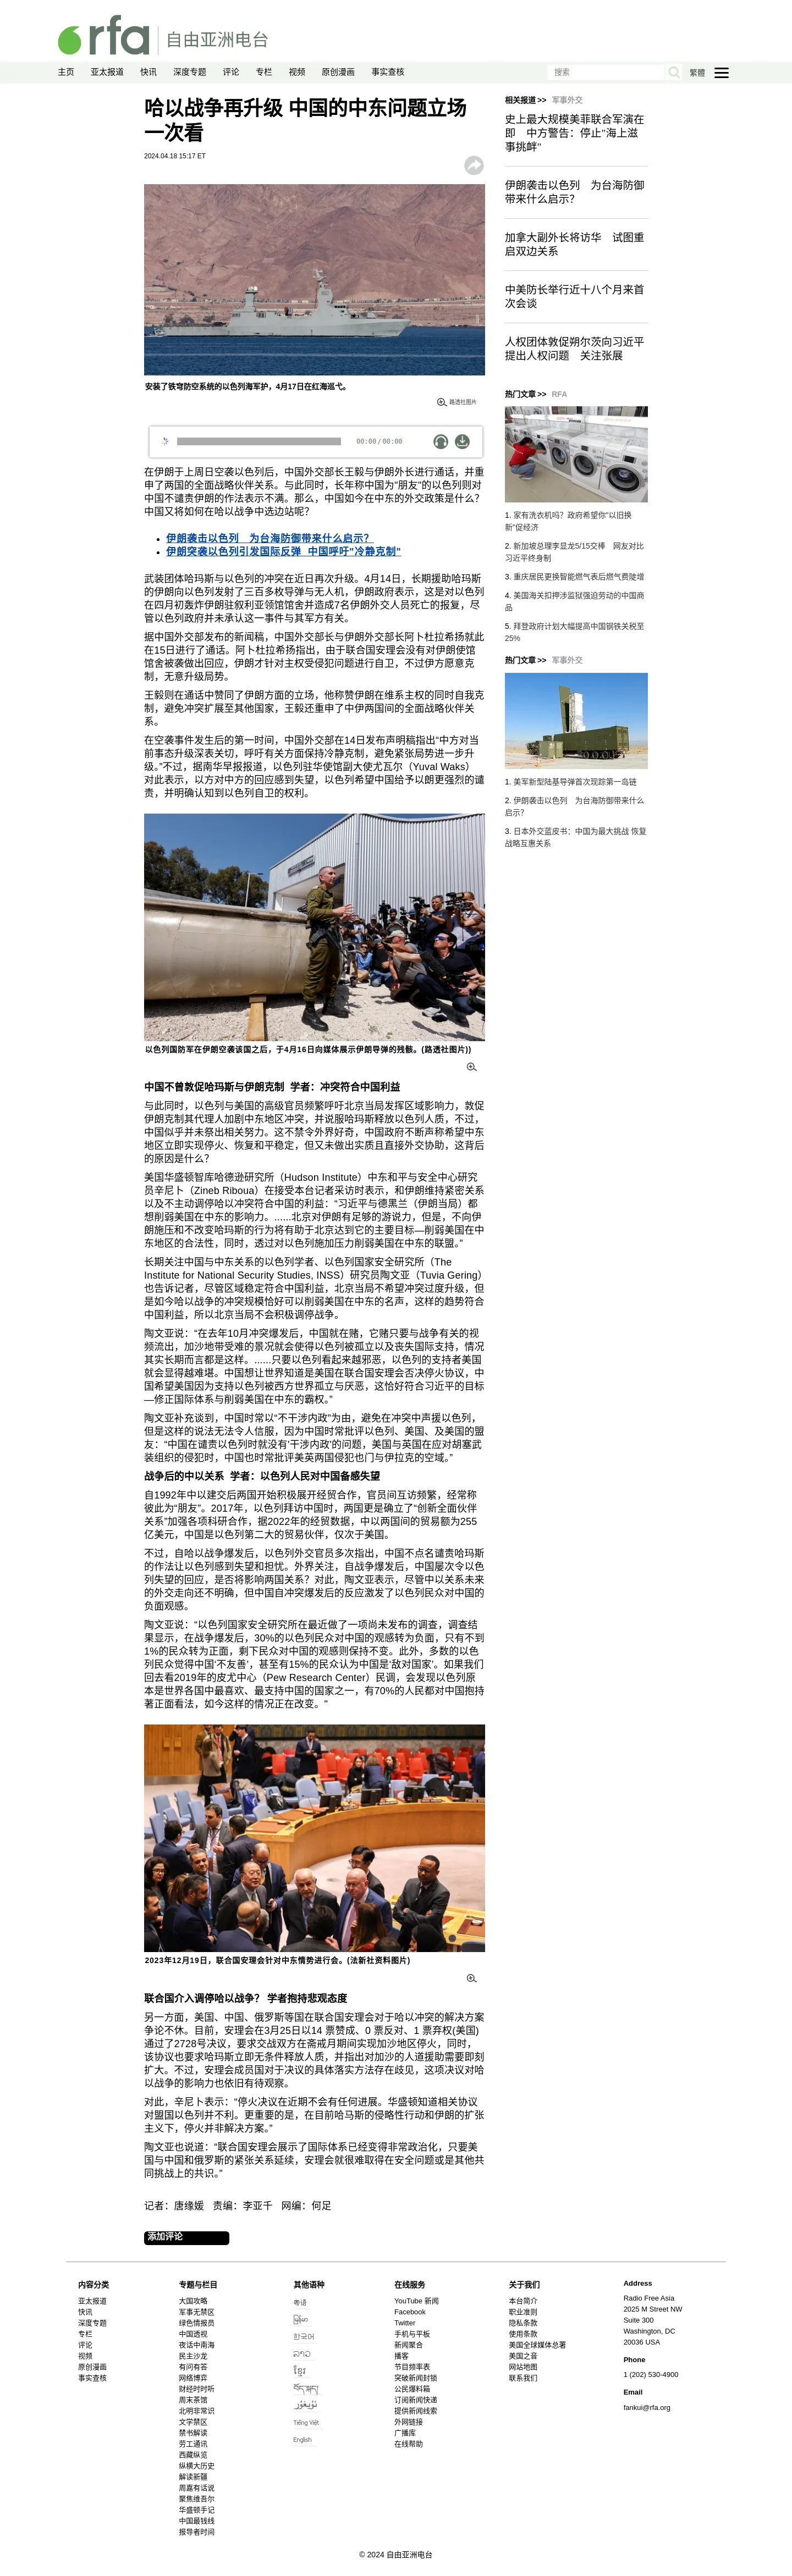 rfa 自由亚洲电台
主页 亚太报道 快讯 深度专题 评论 专栏 视频 原创漫画 事实查核 搜索 繁體
哈以战争再升级 中国的中东问题立场
一次看
2024.04.18 15:17 ET
安装了铁穹防空系统的以色列海军护，4月17日在红海巡弋。
路透社图片
00:00 / 00:00
在伊朗于上周日空袭以色列后，中国外交部长王毅与伊朗外长进行通话，并重
申了两国的全面战略伙伴关系。与此同时，长年称中国为"朋友"的以色列则对
中国不谴责伊朗的作法表示不满。那么，中国如今在中东的外交政策是什么？
中国又将如何在哈以战争中选边站呢？
伊朗袭击以色列　为台海防御带来什么启示？
伊朗突袭以色列引发国际反弹 中国呼吁"冷静克制"
武装团体哈玛斯与以色列的冲突在近日再次升级。4月14日，长期援助哈玛斯
的伊朗向以色列发射了三百多枚导弹与无人机，伊朗政府表示，这是对以色列
在四月初轰炸伊朗驻叙利亚领馆馆舍并造成7名伊朗外交人员死亡的报复，尽
管以色列政府并未承认这一事件与其军方有关。
据中国外交部发布的新闻稿，中国外交部长与伊朗外交部长阿卜杜拉希扬就此
在15日进行了通话。阿卜杜拉希扬指出，由于联合国安理会没有对伊朗使馆
馆舍被袭做出回应，伊朗才针对主权受侵犯问题进行自卫，不过伊方愿意克
制，无意升级局势。
王毅则在通话中赞同了伊朗方面的立场，他称赞伊朗在维系主权的同时自我克
制，避免冲突扩展至其他国家，王毅还重申了中伊两国间的全面战略伙伴关
系。
在空袭事件发生后的第一时间，中国外交部在14日发布声明稿指出“中方对当
前事态升级深表关切，呼吁有关方面保持冷静克制，避免紧张局势进一步升
级。”不过，据南华早报报道，以色列驻华使馆副大使尤瓦尔（Yuval Waks）
对此表示，以方对中方的回应感到失望，以色列希望中国给予以朗更强烈的谴
责，并明确认知到以色列自卫的权利。
以色列国防军在伊朗空袭该国之后，于4月16日向媒体展示伊朗导弹的残骸。(路透社图片))
中国不曾敦促哈玛斯与伊朗克制 学者：冲突符合中国利益
与此同时，以色列与美国的高级官员频繁呼吁北京当局发挥区域影响力，敦促
伊朗克制其代理人加剧中东地区冲突，并说服哈玛斯释放以色列人质，不过，
中国似乎并未祭出相关努力。这不禁令外界好奇，中国政府不断声称希望中东
地区立即实现停火、恢复和平稳定，但又未做出实质且直接外交协助，这背后
的原因是什么？
美国华盛顿智库哈德逊研究所（Hudson Institute）中东和平与安全中心研究
员辛尼卜（Zineb Riboua）在接受本台记者采访时表示，和伊朗维持紧密关系
以及不主动调停哈以冲突符合中国的利益：“习近平与德黑兰（伊朗当局）都
想削弱美国在中东的影响力。......北京对伊朗有足够的游说力，但是，不向伊
朗施压和不改变哈玛斯的行为将有助于北京达到它的主要目标—削弱美国在中
东地区的合法性，同时，透过对以色列施加压力削弱美国在中东的联盟。”
长期关注中国与中东关系的以色列学者、以色列国家安全研究所（The
Institute for National Security Studies, INSS）研究员陶文亚（Tuvia Gering）
也告诉记者，尽管区域稳定符合中国利益，北京当局不希望冲突过度升级，但
是如今哈以战争的冲突规模恰好可以削弱美国在中东的名声，这样的趋势符合
中国利益，所以北京当局不会积极调停战争。
陶文亚说：“在去年10月冲突爆发后，中国就在赌，它赌只要与战争有关的视
频流出，加沙地带受难的景况就会使得以色列被孤立以及丧失国际支持，情况
其实长期而言都是这样。......只要以色列看起来越邪恶，以色列的支持者美国
就会显得越难堪。中国想让世界知道是美国在联合国安理会否决停火协议，中
国希望美国因为支持以色列被西方世界孤立与厌恶，这恰好符合习近平的目标
—修正国际体系与削弱美国在中东的霸权。”
陶文亚补充谈到，中国时常以“不干涉内政”为由，避免在冲突中声援以色列，
但是这样的说法无法令人信服，因为中国时常批评以色列、美国、及美国的盟
友：“中国在谴责以色列时就没有‘干涉内政’的问题，美国与英国在应对胡塞武
装组织的侵犯时，中国也时常批评美英两国侵犯也门与伊拉克的空域。”
战争后的中以关系 学者：以色列人民对中国备感失望
自1992年中以建交后两国开始积极展开经贸合作，官员间互访频繁，经常称
彼此为“朋友”。2017年，以色列拜访中国时，两国更是确立了“创新全面伙伴
关系”加强各项科研合作，据2022年的经贸数据，中以两国间的贸易额为255
亿美元，中国是以色列第二大的贸易伙伴，仅次于美国。
不过，自哈以战争爆发后，以色列外交官员多次指出，中国不点名谴责哈玛斯
的作法让以色列感到失望和担忧。外界关注，自战争爆发后，中国屡次令以色
列失望的回应，是否将影响两国关系？对此，陶文亚表示，尽管中以关系未来
的外交走向还不明确，但中国自冲突爆发后的反应激发了以色列民众对中国的
负面观感。
陶文亚说：“以色列国家安全研究所在最近做了一项尚未发布的调查，调查结
果显示，在战争爆发后，30%的以色列民众对中国的观感转为负面，只有不到
1%的民众转为正面，剩下民众对中国的观感则保持不变。此外，多数的以色
列民众觉得中国‘不友善’，甚至有15%的民众认为中国是‘敌对国家’。如果我们
回去看2019年的皮尤中心（Pew Research Center）民调，会发现以色列原
本是世界各国中最喜欢、最支持中国的国家之一，有70%的人民都对中国抱持
著正面看法，如今这样的情况正在改变。”
2023年12月19日，联合国安理会针对中东情势进行会。(法新社资料图片)
联合国介入调停哈以战争？ 学者抱持悲观态度
另一方面，美国、中国、俄罗斯等国在联合国安理会对于哈以冲突的解决方案
争论不休。目前，安理会在3月25日以14 票赞成、0 票反对、1 票弃权(美国)
通过了2728号决议，要求交战双方在斋戒月期间实现加沙地区停火，同时，
该协议也要求哈玛斯立即无条件释放人质，并指出对加沙的人道援助需要即刻
扩大。不过，安理会成员国对于决议的具体落实方法存在歧见，这项决议对哈
以战争的影响力也依旧有待观察。
对此，辛尼卜表示：“停火决议在近期不会有任何进展。华盛顿知道相关协议
对盟国以色列并不利。更重要的是，在目前哈马斯的侵略性行动和伊朗的扩张
主义下，停火并非解决方案。”
陶文亚也说道：“联合国安理会展示了国际体系已经变得非常政治化，只要美
国与中国和俄罗斯的紧张关系延续，安理会就很难取得在安全问题或是其他共
同挑战上的共识。”
记者：唐缘媛 责编：李亚千 网编：何足
添加评论
相关报道 >> 军事外交
史上最大规模美菲联合军演在
即　中方警告：停止"海上滋
事挑衅"
伊朗袭击以色列　为台海防御
带来什么启示？
加拿大副外长将访华　试图重
启双边关系
中美防长举行近十八个月来首
次会谈
人权团体敦促朔尔茨向习近平
提出人权问题　关注张展
热门文章 >> RFA
1. 家有洗衣机吗？政府希望你“以旧换
新”促经济
2. 新加坡总理李显龙5/15交棒　网友对比
习近平终身制
3. 重庆居民更换智能燃气表后燃气费陡增
4. 美国海关扣押涉监狱强迫劳动的中国商
品
5. 拜登政府计划大幅提高中国钢铁关税至
25%
热门文章 >> 军事外交
1. 美军新型陆基导弹首次现踪第一岛链
2. 伊朗袭击以色列　为台海防御带来什么
启示？
3. 日本外交蓝皮书：中国为最大挑战 恢复
战略互惠关系
内容分类
亚太报道
快讯
深度专题
专栏
评论
视频
原创漫画
事实查核
专题与栏目
大国攻略
军事无禁区
绿色情报员
中国透视
夜话中南海
民主沙龙
有问有答
网络博弈
财经时时听
周末茶馆
北明非常识
文学禁区
禁书解读
劳工通讯
西藏纵览
纵横大历史
解读新疆
周嘉有话说
聚焦维吾尔
华盛顿手记
中国最钱线
报导者时间
其他语种
粤语
မြန်မာ
한국어
ລາວ
ខ្មែរ
བོད་སྐད།
ئۇيغۇر
Tiếng Việt
English
在线服务
YouTube 新闻
Facebook
Twitter
手机与平板
新闻聚合
播客
节目频率表
突破新闻封锁
公民爆料箱
订阅新闻快递
提供新闻线索
外网链接
广播库
在线帮助
关于我们
本台简介
职业准则
隐私条款
使用条款
美国全球媒体总署
美国之音
网站地图
联系我们
Address
Radio Free Asia
2025 M Street NW
Suite 300
Washington, DC
20036 USA
Phone
1 (202) 530-4900
Email
fankui@rfa.org
© 2024 自由亚洲电台